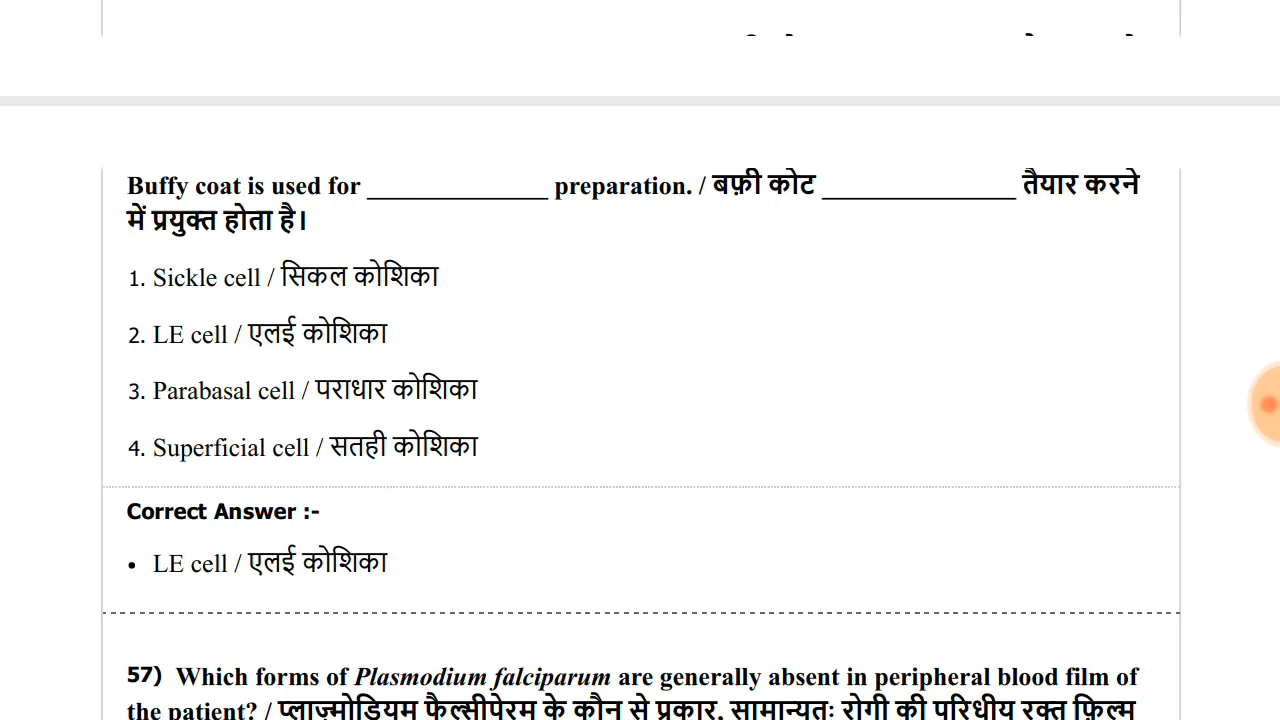 Buffy coat is used for ______________ preparation. / बफ़ी कोट _______________ तैयार करने
में प्रयुक्त होता है।
1. Sickle cell / सिकल कोशिका
2. LE cell / एलई कोशिका
3. Parabasal cell / पराधार कोशिका
4. Superficial cell / सतही कोशिका
Correct Answer :-
• LE cell / एलई कोशिका
57) Which forms of Plasmodium falciparum are generally absent in peripheral blood film of
the patient? / प्लाज़्मोडियम फैल्सीपेरम के कौन से प्रकार, सामान्यतः रोगी की परिधीय रक्त फ़िल्म